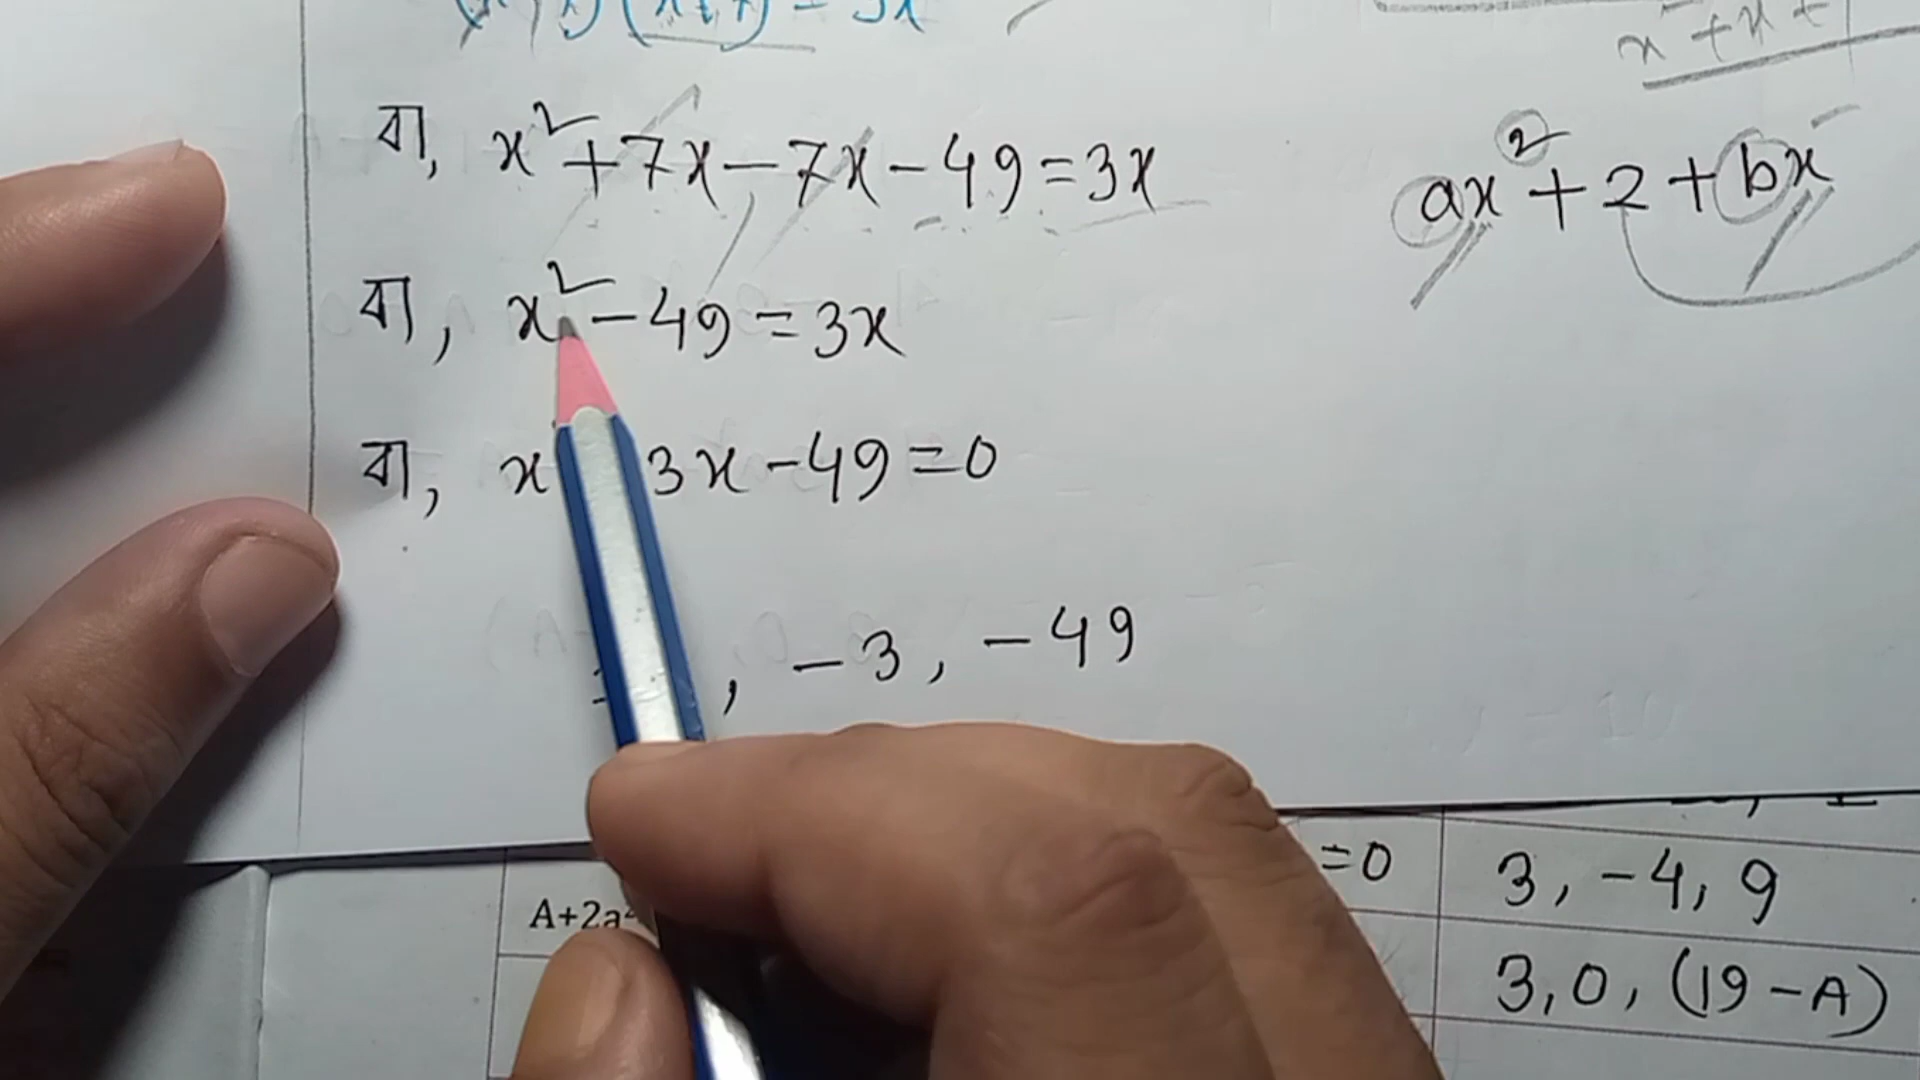 বা, x²+7x-7x-49=3x
ax²+2+bx
বা, x²-49=3x
বা, x 3x-49=0
, -3, -49
=0 3, -4, 9
A+2a
3, 0, (19-A)